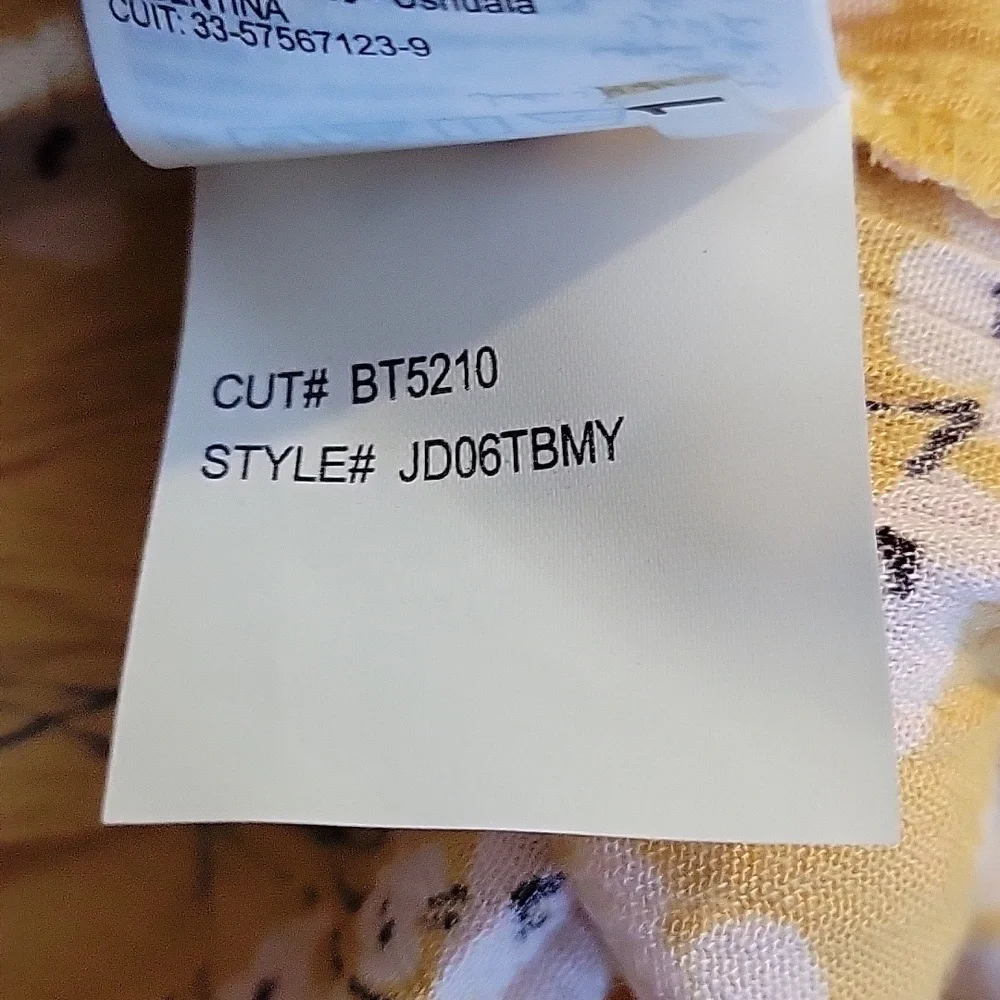 Ushuaia
CUIT: 33-57567123-9
CUT# BT5210
STYLE# JD06TBMY